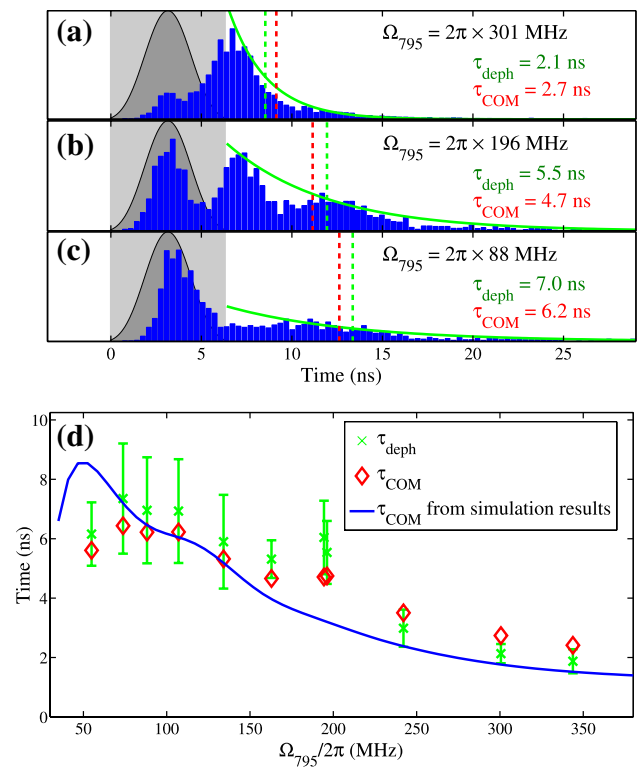 (a)
Ω795 = 2π × 301 MHz
τdeph = 2.1 ns
τCOM = 2.7 ns
(b)
Ω795 = 2π × 196 MHz
τdeph = 5.5 ns
τCOM = 4.7 ns
(c)
Ω795 = 2π × 88 MHz
τdeph = 7.0 ns
τCOM = 6.2 ns
0 5 10 15 20 25
Time (ns)
(d)
τdeph
τCOM
τCOM from simulation results
10
8
6
4
2
0
Time (ns)
50 100 150 200 250 300 350
Ω795/2π (MHz)